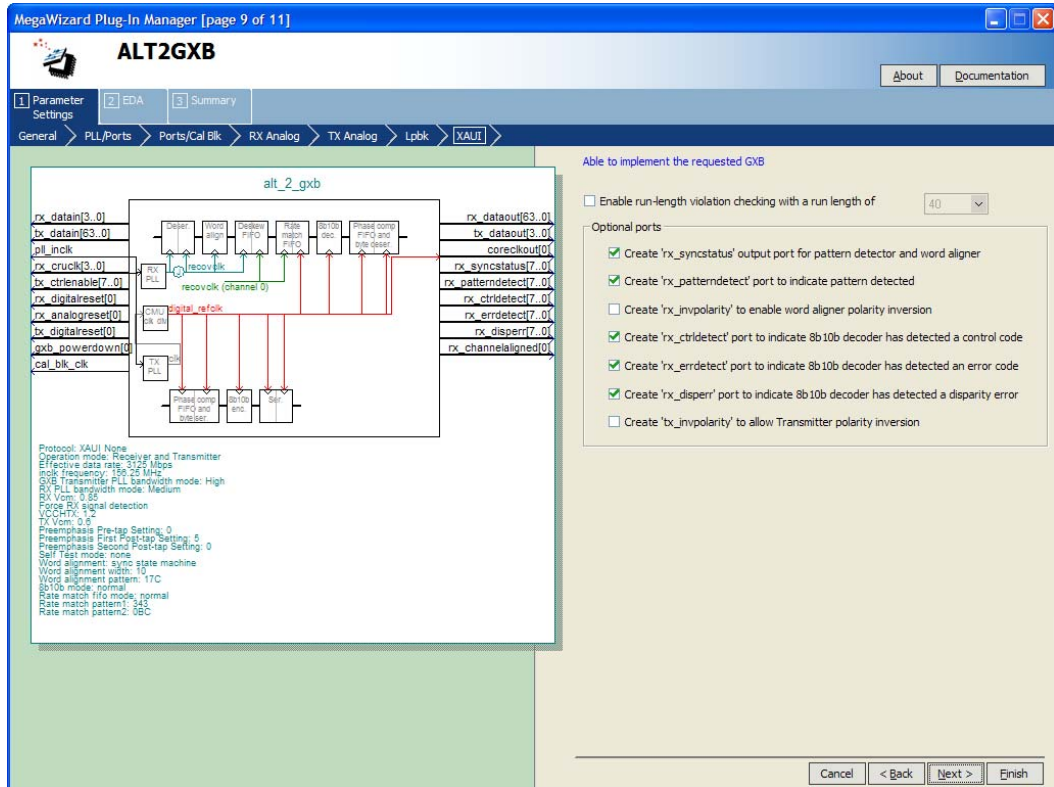 MegaWizard Plug-In Manager [page 9 of 11]
ALT2GXB
About
Documentation
1 Parameter Settings
2 EDA
3 Summary
General
PLL/Ports
Ports/Cal Blk
RX Analog
TX Analog
Lpbk
XAUI
alt_2_gxb
rx_datain[3..0]
tx_datain[63..0]
pll_inclk
rx_cruclk[3..0]
tx_ctrlenable[7..0]
rx_digitalreset[0]
rx_analogreset[0]
tx_digitalreset[0]
gxb_powerdown[0]
cal_blk_clk
Deser.
Word align
Deskew FIFO
Rate match FIFO
8b10b dec.
Phase comp FIFO and byte deser.
RX PLL
recovclk
recovclk (channel 0)
CMU clk div
digital_refclk
TX PLL
clk
Phase comp FIFO and byte ser.
8b10b enc.
Ser.
rx_dataout[63..0]
tx_dataout[3..0]
coreclkout[0]
rx_syncstatus[7..0]
rx_patterndetect[7..0]
rx_ctrldetect[7..0]
rx_errdetect[7..0]
rx_disperr[7..0]
rx_channelaligned[0]
Protocol: XAUI None
Operation mode: Receiver and Transmitter
Effective data rate: 3125 Mbps
inclk frequency: 156.25 MHz
GXB Transmitter PLL bandwidth mode: High
RX PLL bandwidth mode: Medium
RX Vcm: 0.85
Force RX signal detection
VCCHTX: 1.2
TX Vcm: 0.6
Preemphasis Pre-tap Setting: 0
Preemphasis First Post-tap Setting: 5
Preemphasis Second Post-tap Setting: 0
Self Test mode: none
Word alignment: sync state machine
Word alignment width: 10
Word alignment pattern: 17C
8b10b mode: normal
Rate match fifo mode: normal
Rate match pattern1: 343
Rate match pattern2: 0BC
Able to implement the requested GXB
Enable run-length violation checking with a run length of 40
Optional ports
Create 'rx_syncstatus' output port for pattern detector and word aligner
Create 'rx_patterndetect' port to indicate pattern detected
Create 'rx_invpolarity' to enable word aligner polarity inversion
Create 'rx_ctrldetect' port to indicate 8b10b decoder has detected a control code
Create 'rx_errdetect' port to indicate 8b10b decoder has detected an error code
Create 'rx_disperr' port to indicate 8b10b decoder has detected a disparity error
Create 'tx_invpolarity' to allow Transmitter polarity inversion
Cancel
< Back
Next >
Finish